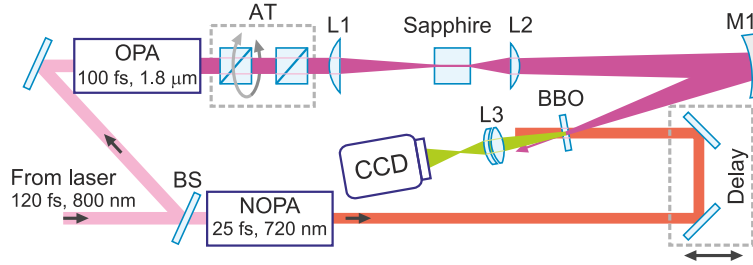 AT
L1
Sapphire
L2
M1
OPA
100 fs, 1.8 μm
BBO
L3
CCD
From laser
120 fs, 800 nm
BS
NOPA
25 fs, 720 nm
Delay